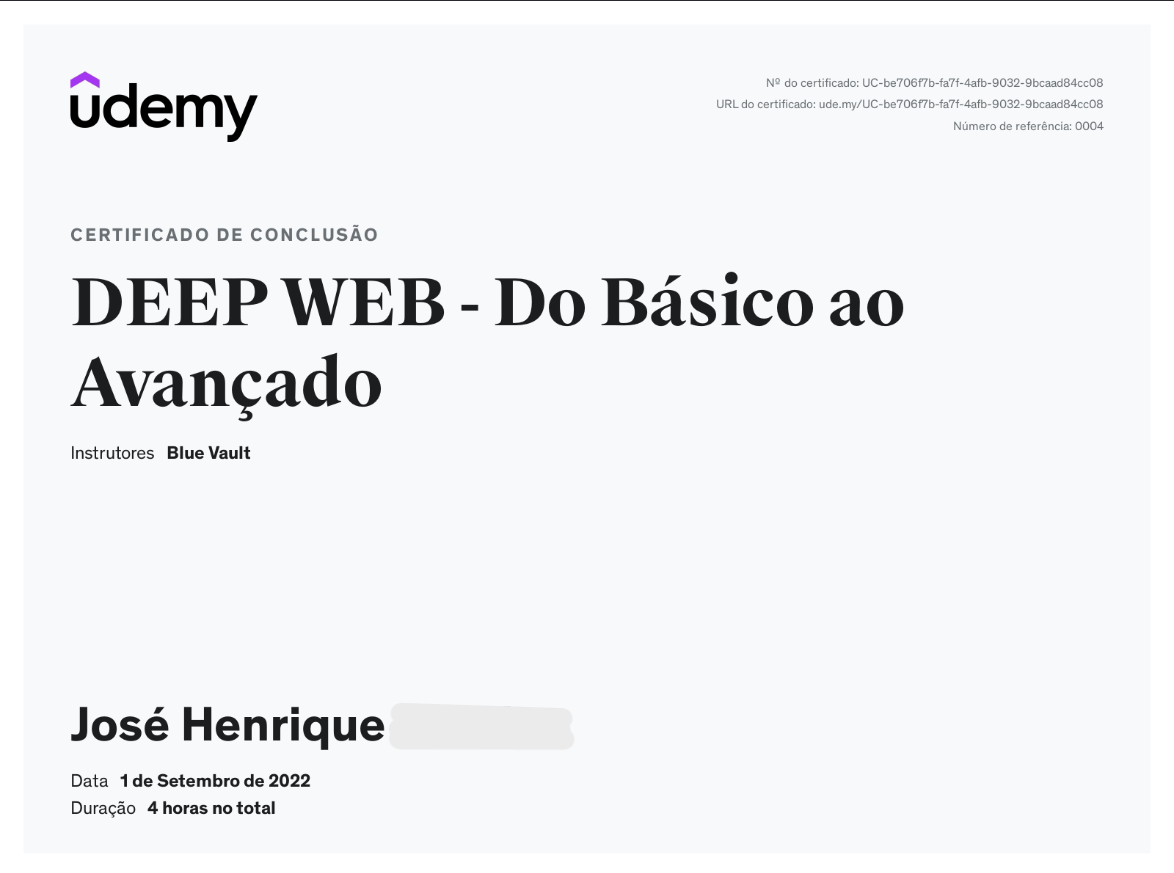 udemy
Nº do certificado: UC-be706f7b-fa7f-4afb-9032-9bcaad84cc08
URL do certificado: ude.my/UC-be706f7b-fa7f-4afb-9032-9bcaad84cc08
Número de referência: 0004
CERTIFICADO DE CONCLUSÃO
DEEP WEB - Do Básico ao
Avançado
Instrutores Blue Vault
José Henrique
Data 1 de Setembro de 2022
Duração 4 horas no total